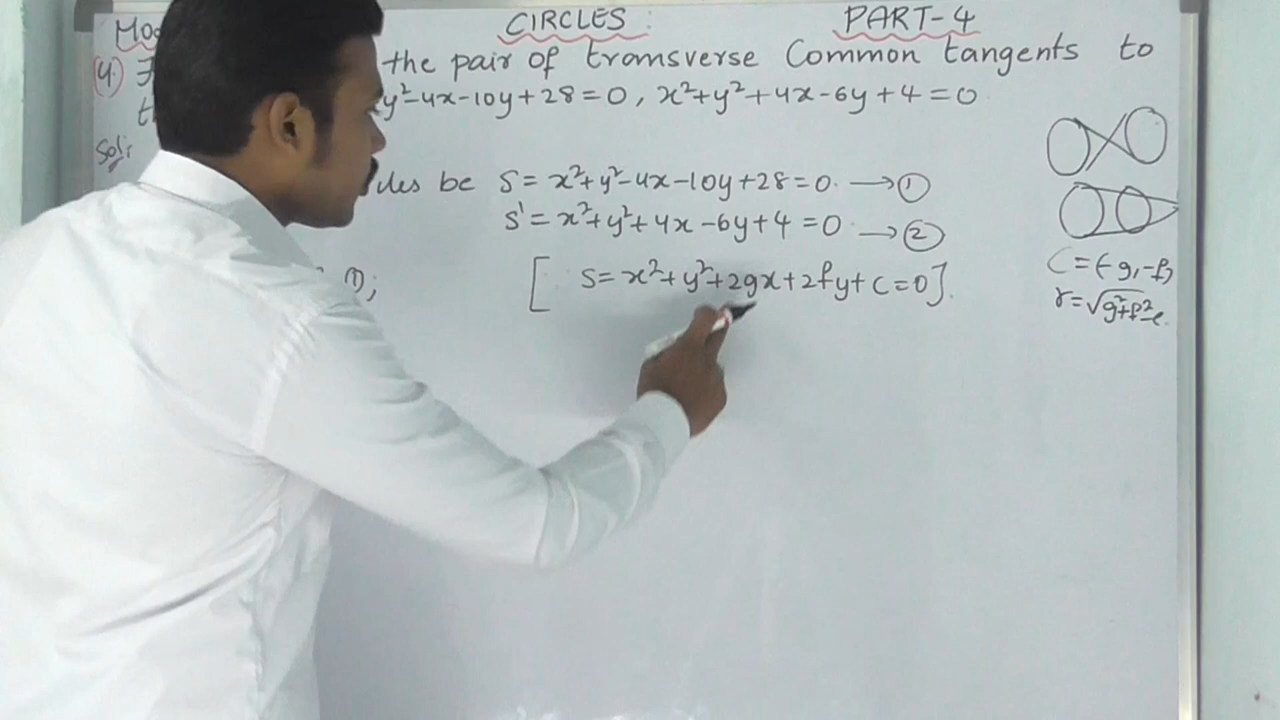 CIRCLES : PART-4
(4) the pair of transverse Common tangents to
y²-4x-10y+28=0, x²+y²+4x-6y+4=0
Sol:
be S= x²+y²-4x-10y+28=0. →①
S'= x²+y²+4x-6y+4=0 →②
①; [ S= x²+y²+2gx+2fy+c=0].
C=(-g,-f)
r=√g²+f²-c.